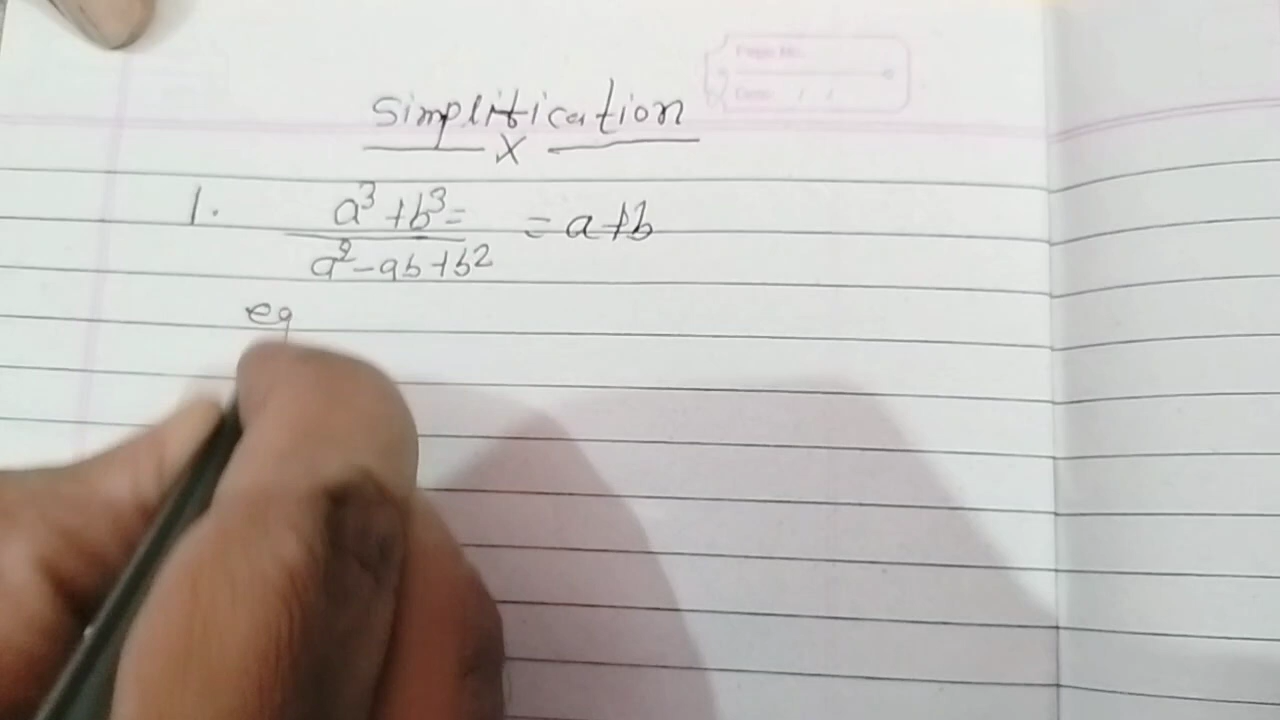 Simplification
X
1. a³ + b³ = / a² - ab + b² = a + b
eg